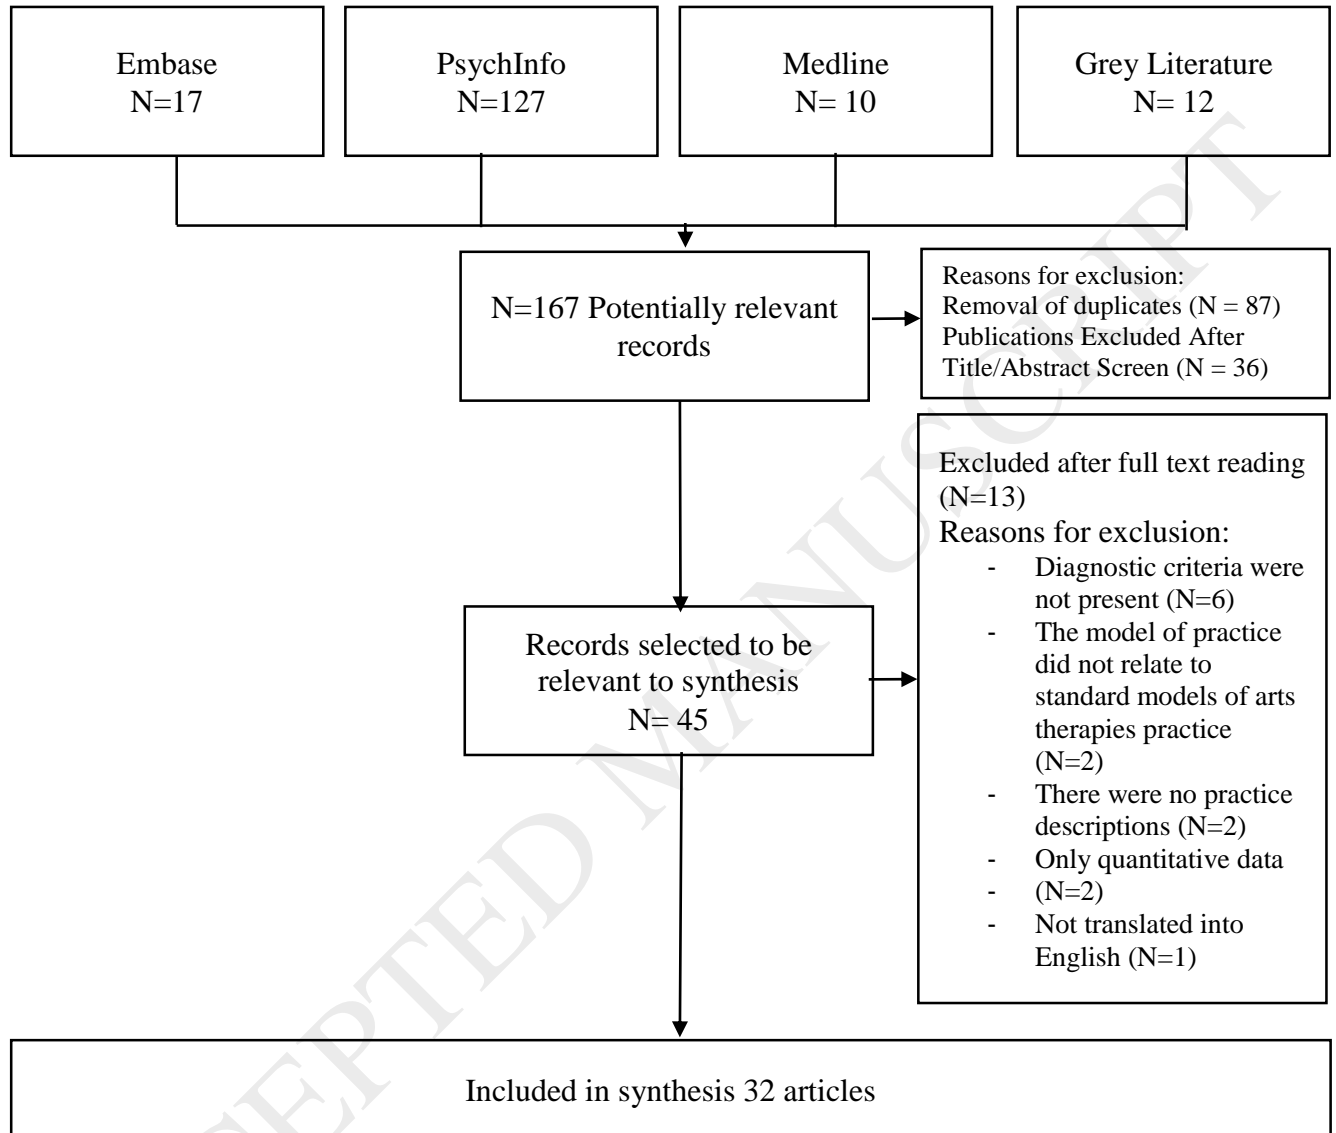 Embase
N=17
PsychInfo
N=127
Medline
N= 10
Grey Literature
N= 12
N=167 Potentially relevant
records
Reasons for exclusion:
Removal of duplicates (N = 87)
Publications Excluded After
Title/Abstract Screen (N = 36)
Excluded after full text reading
(N=13)
Reasons for exclusion:
- Diagnostic criteria were
not present (N=6)
- The model of practice
did not relate to
standard models of arts
therapies practice
(N=2)
- There were no practice
descriptions (N=2)
- Only quantitative data
- (N=2)
- Not translated into
English (N=1)
Records selected to be
relevant to synthesis
N= 45
Included in synthesis 32 articles
CEPTED MANUSCRIPT